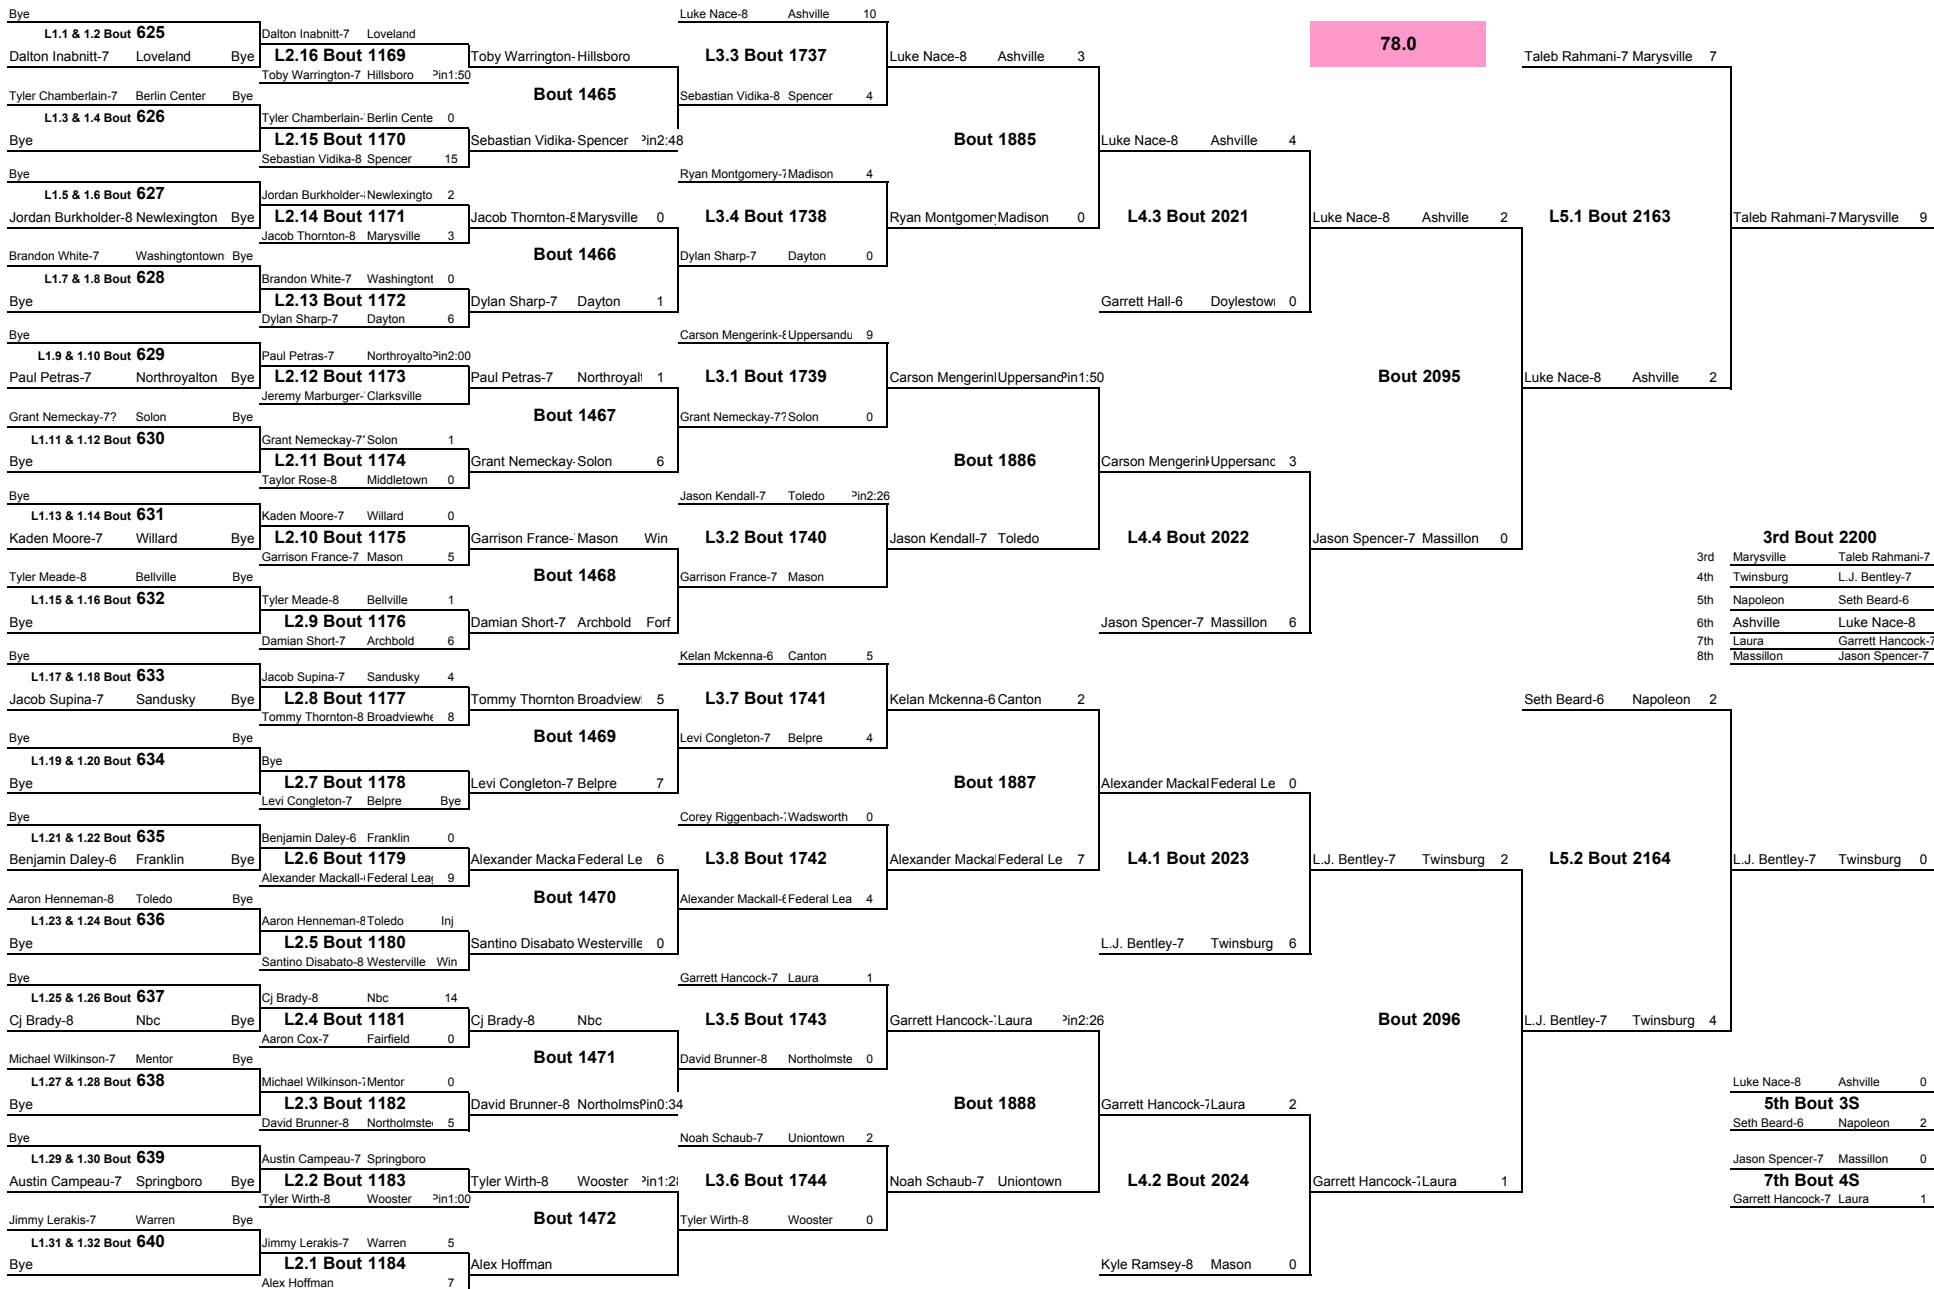 Bye
L1.1 & 1.2 Bout 625
Dalton Inabnitt-7 Loveland Bye
Tyler Chamberlain-7 Berlin Center Bye
L1.3 & 1.4 Bout 626
Bye
Bye
L1.5 & 1.6 Bout 627
Jordan Burkholder-8 Newlexington Bye
Brandon White-7 Washingtontown Bye
L1.7 & 1.8 Bout 628
Bye
Bye
L1.9 & 1.10 Bout 629
Paul Petras-7 Northroyalton Bye
Grant Nemeckay-7? Solon Bye
L1.11 & 1.12 Bout 630
Bye
Bye
L1.13 & 1.14 Bout 631
Kaden Moore-7 Willard Bye
Tyler Meade-8 Bellville Bye
L1.15 & 1.16 Bout 632
Bye
Bye
L1.17 & 1.18 Bout 633
Jacob Supina-7 Sandusky Bye
Bye Bye
L1.19 & 1.20 Bout 634
Bye
Bye
L1.21 & 1.22 Bout 635
Benjamin Daley-6 Franklin Bye
Aaron Henneman-8 Toledo Bye
L1.23 & 1.24 Bout 636
Bye
Bye
L1.25 & 1.26 Bout 637
Cj Brady-8 Nbc Bye
Michael Wilkinson-7 Mentor Bye
L1.27 & 1.28 Bout 638
Bye
Bye
L1.29 & 1.30 Bout 639
Austin Campeau-7 Springboro Bye
Jimmy Lerakis-7 Warren Bye
L1.31 & 1.32 Bout 640
Bye
Dalton Inabnitt-7 Loveland
L2.16 Bout 1169
Toby Warrington-7 Hillsboro Pin1:50
Tyler Chamberlain- Berlin Cente 0
L2.15 Bout 1170
Sebastian Vidika-8 Spencer 15
Jordan Burkholder- Newlexingto 2
L2.14 Bout 1171
Jacob Thornton-8 Marysville 3
Brandon White-7 Washingtont 0
L2.13 Bout 1172
Dylan Sharp-7 Dayton 6
Paul Petras-7 Northroyalto Pin2:00
L2.12 Bout 1173
Jeremy Marburger- Clarksville
Grant Nemeckay-7 Solon 1
L2.11 Bout 1174
Taylor Rose-8 Middletown 0
Kaden Moore-7 Willard 0
L2.10 Bout 1175
Garrison France-7 Mason 5
Tyler Meade-8 Bellville 1
L2.9 Bout 1176
Damian Short-7 Archbold 6
Jacob Supina-7 Sandusky 4
L2.8 Bout 1177
Tommy Thornton-8 Broadviewhe 8
Bye
L2.7 Bout 1178
Levi Congleton-7 Belpre Bye
Benjamin Daley-6 Franklin 0
L2.6 Bout 1179
Alexander Mackall- Federal Leag 9
Aaron Henneman-8 Toledo Inj
L2.5 Bout 1180
Santino Disabato-8 Westerville Win
Cj Brady-8 Nbc 14
L2.4 Bout 1181
Aaron Cox-7 Fairfield 0
Michael Wilkinson-7 Mentor 0
L2.3 Bout 1182
David Brunner-8 Northolmste 5
Austin Campeau-7 Springboro
L2.2 Bout 1183
Tyler Wirth-8 Wooster Pin1:00
Jimmy Lerakis-7 Warren 5
L2.1 Bout 1184
Alex Hoffman 7
Toby Warrington- Hillsboro
Bout 1465
Sebastian Vidika- Spencer Pin2:48
Jacob Thornton-8 Marysville 0
Bout 1466
Dylan Sharp-7 Dayton 1
Paul Petras-7 Northroyalt 1
Bout 1467
Grant Nemeckay- Solon 6
Garrison France- Mason Win
Bout 1468
Damian Short-7 Archbold Forf
Tommy Thornton Broadview 5
Bout 1469
Levi Congleton-7 Belpre 7
Alexander Macka Federal Le 6
Bout 1470
Santino Disabato Westerville 0
Cj Brady-8 Nbc
Bout 1471
David Brunner-8 Northolms Pin0:34
Tyler Wirth-8 Wooster Pin1:28
Bout 1472
Alex Hoffman
Luke Nace-8 Ashville 10
L3.3 Bout 1737
Sebastian Vidika-8 Spencer 4
Ryan Montgomery-7 Madison 4
L3.4 Bout 1738
Dylan Sharp-7 Dayton 0
Carson Mengerink-8 Uppersandu 9
L3.1 Bout 1739
Grant Nemeckay-7? Solon 0
Jason Kendall-7 Toledo Pin2:26
L3.2 Bout 1740
Garrison France-7 Mason
Kelan Mckenna-6 Canton 5
L3.7 Bout 1741
Levi Congleton-7 Belpre 4
Corey Riggenbach-7 Wadsworth 0
L3.8 Bout 1742
Alexander Mackall-6 Federal Lea 4
Garrett Hancock-7 Laura 1
L3.5 Bout 1743
David Brunner-8 Northolmste 0
Noah Schaub-7 Uniontown 2
L3.6 Bout 1744
Tyler Wirth-8 Wooster 0
Luke Nace-8 Ashville 3
Bout 1885
Ryan Montgomer Madison 0
Carson Mengerin Uppersand Pin1:50
Bout 1886
Jason Kendall-7 Toledo
Kelan Mckenna-6 Canton 2
Bout 1887
Alexander Mackal Federal Le 7
Garrett Hancock-7 Laura Pin2:26
Bout 1888
Noah Schaub-7 Uniontown
Luke Nace-8 Ashville 4
L4.3 Bout 2021
Garrett Hall-6 Doylestow 0
Carson Mengerink Uppersanc 3
L4.4 Bout 2022
Jason Spencer-7 Massillon 6
Alexander Mackal Federal Le 0
L4.1 Bout 2023
L.J. Bentley-7 Twinsburg 6
Garrett Hancock-7 Laura 2
L4.2 Bout 2024
Kyle Ramsey-8 Mason 0
78.0
Luke Nace-8 Ashville 2
Bout 2095
Jason Spencer-7 Massillon 0
L.J. Bentley-7 Twinsburg 2
Bout 2096
Garrett Hancock-7 Laura 1
Taleb Rahmani-7 Marysville 7
L5.1 Bout 2163
Luke Nace-8 Ashville 2
Seth Beard-6 Napoleon 2
L5.2 Bout 2164
L.J. Bentley-7 Twinsburg 4
Taleb Rahmani-7 Marysville 9
3rd Bout 2200
3rd Marysville Taleb Rahmani-7
4th Twinsburg L.J. Bentley-7
5th Napoleon Seth Beard-6
6th Ashville Luke Nace-8
7th Laura Garrett Hancock-7
8th Massillon Jason Spencer-7
L.J. Bentley-7 Twinsburg 0
Luke Nace-8 Ashville 0
5th Bout 3S
Seth Beard-6 Napoleon 2
Jason Spencer-7 Massillon 0
7th Bout 4S
Garrett Hancock-7 Laura 1